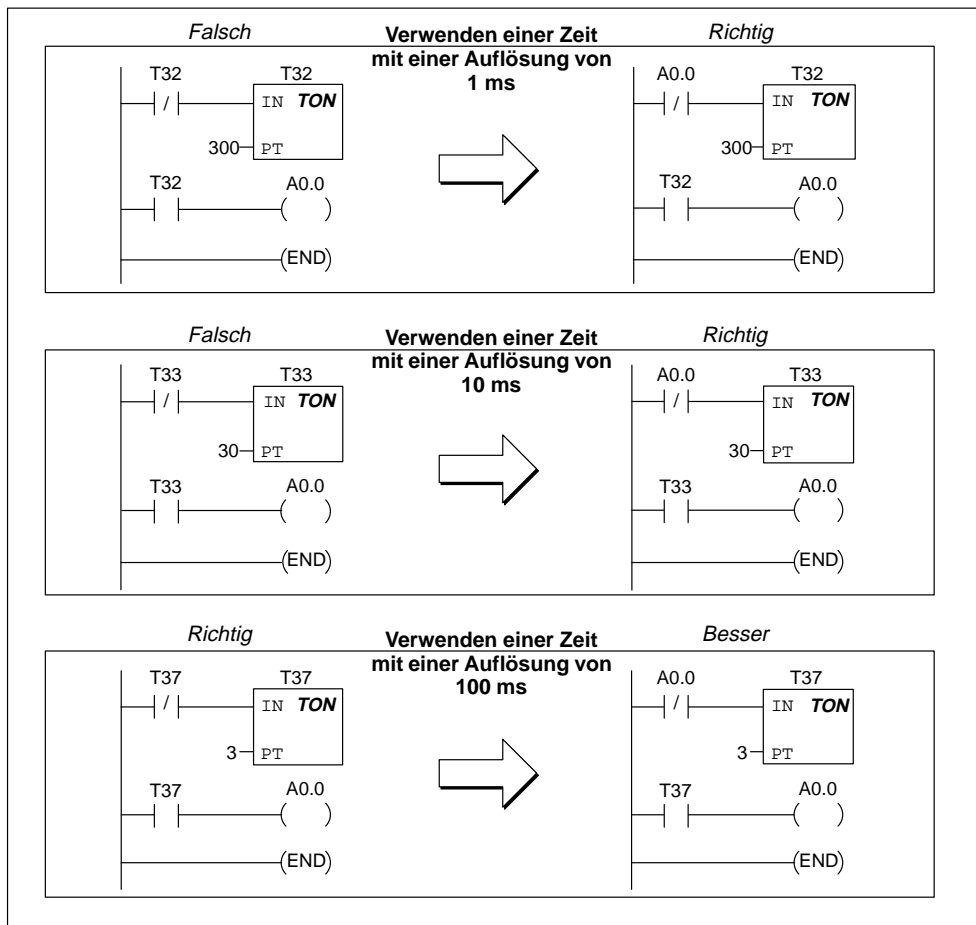 Falsch Verwenden einer Zeit Richtig
mit einer Auflösung von
1 ms
T32 T32 A0.0 T32
/ IN TON / IN TON
300 PT 300 PT
T32 A0.0 T32 A0.0
( ) ( )
(END) (END)
Falsch Verwenden einer Zeit Richtig
mit einer Auflösung von
10 ms
T33 T33 A0.0 T33
/ IN TON / IN TON
30 PT 30 PT
T33 A0.0 T33 A0.0
( ) ( )
(END) (END)
Richtig Verwenden einer Zeit Besser
mit einer Auflösung von
100 ms
T37 T37 A0.0 T37
/ IN TON / IN TON
3 PT 3 PT
T37 A0.0 T37 A0.0
( ) ( )
(END) (END)